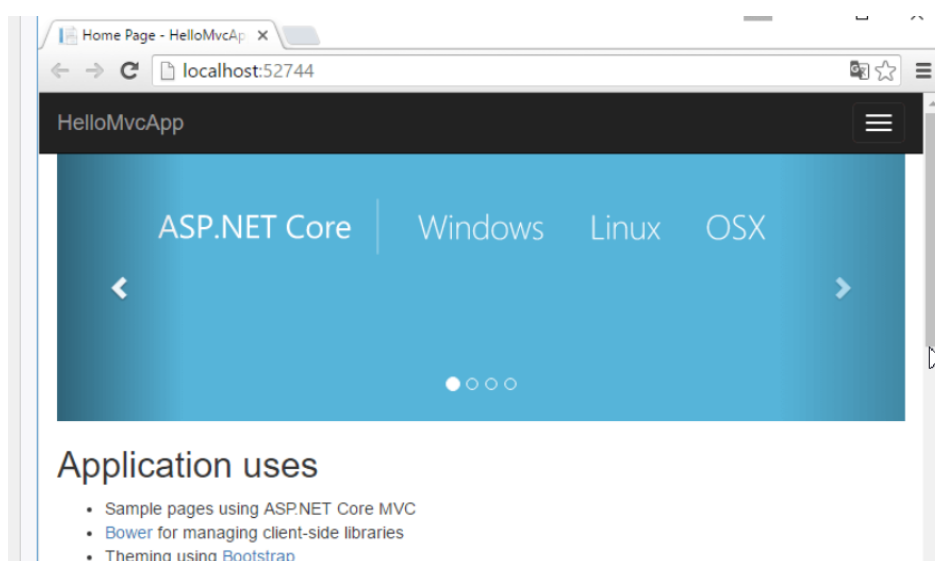 Home Page - HelloMvcAp
localhost:52744
HelloMvcApp
ASP.NET Core Windows Linux OSX
Application uses
Sample pages using ASP.NET Core MVC
Bower for managing client-side libraries
Theming using Bootstrap